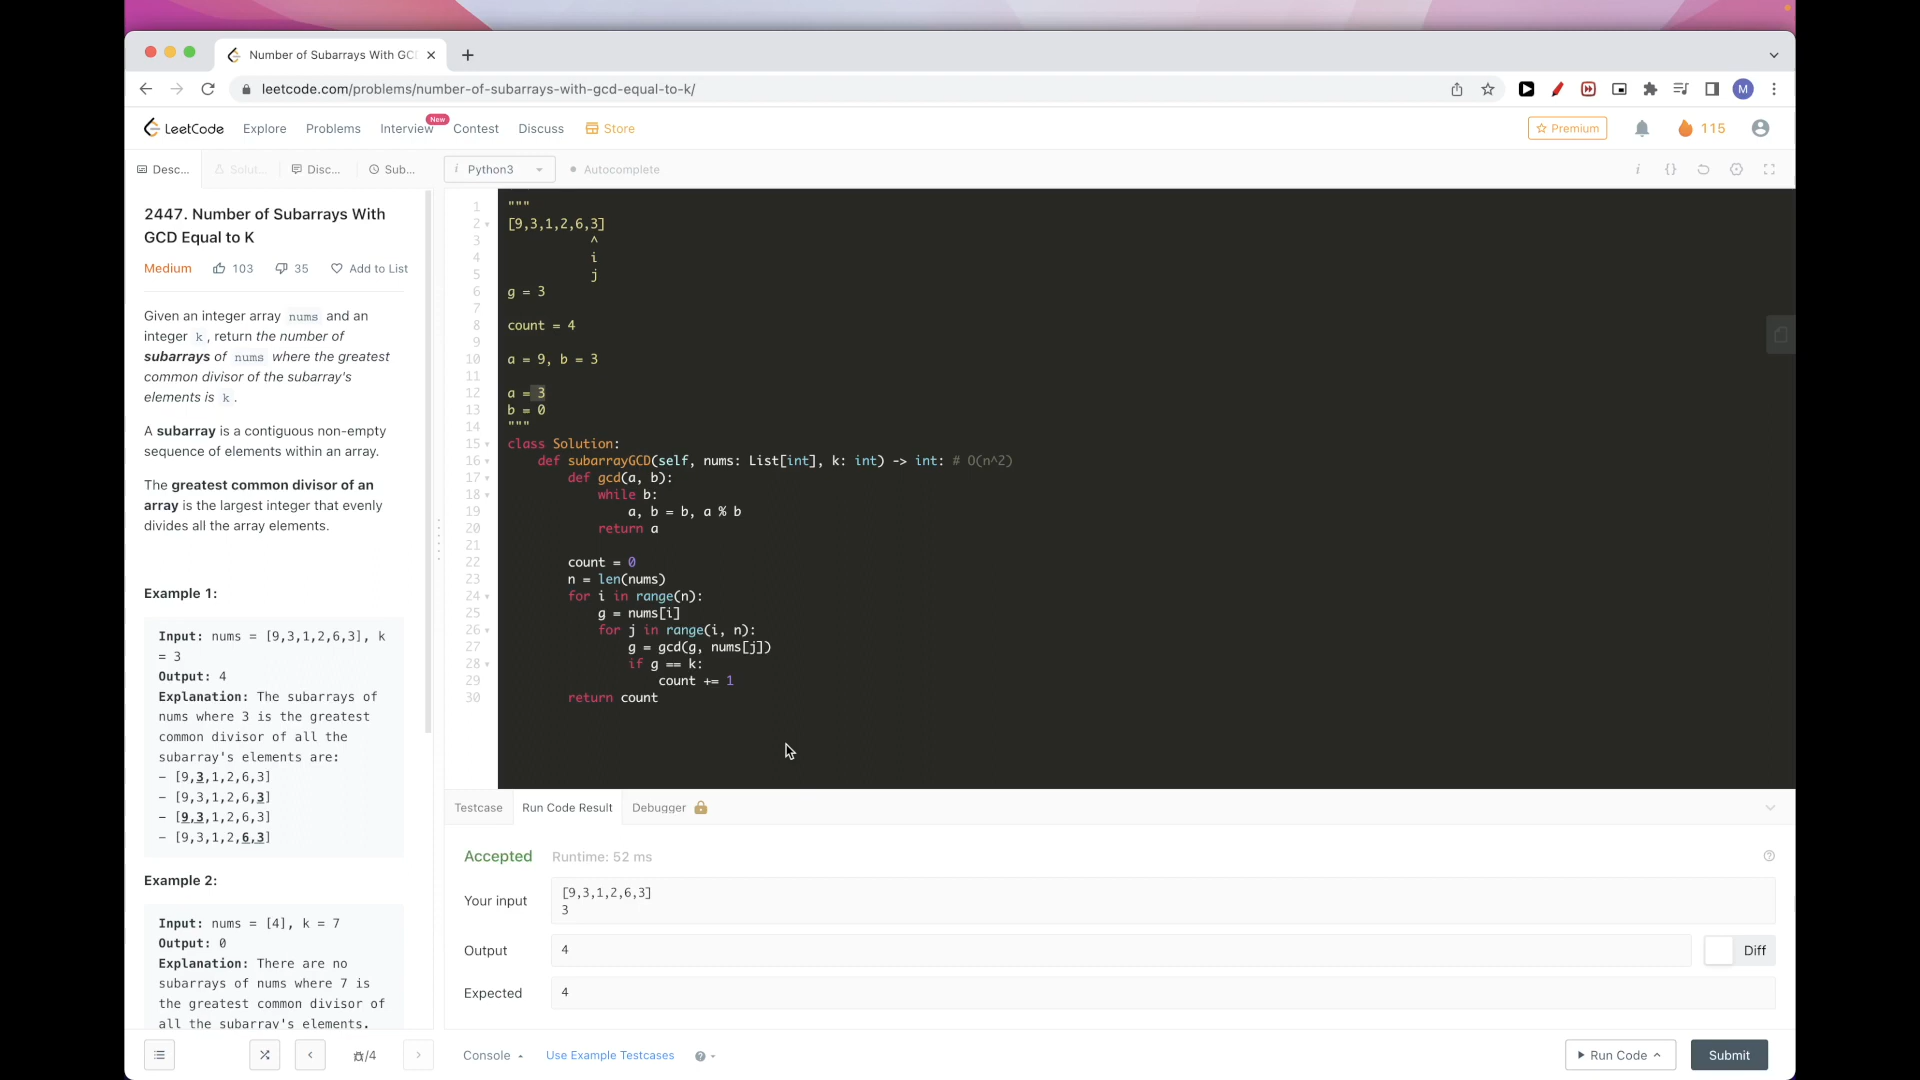 Number of Subarrays With GC
leetcode.com/problems/number-of-subarrays-with-gcd-equal-to-k/
M
LeetCode
Explore
Problems
Interview
New
Contest
Discuss
Store
Premium
115
Desc...
Solut...
Disc...
Sub...
i Python3
Autocomplete
i {}
2447. Number of Subarrays With
GCD Equal to K
Medium 103 35 Add to List
Given an integer array nums and an
integer k , return the number of
subarrays of nums where the greatest
common divisor of the subarray's
elements is k .
A subarray is a contiguous non-empty
sequence of elements within an array.
The greatest common divisor of an
array is the largest integer that evenly
divides all the array elements.
Example 1:
Input: nums = [9,3,1,2,6,3], k
= 3
Output: 4
Explanation: The subarrays of
nums where 3 is the greatest
common divisor of all the
subarray's elements are:
- [9,3,1,2,6,3]
- [9,3,1,2,6,3]
- [9,3,1,2,6,3]
- [9,3,1,2,6,3]
Example 2:
Input: nums = [4], k = 7
Output: 0
Explanation: There are no
subarrays of nums where 7 is
the greatest common divisor of
all the subarray's elements.
1 """
2 [9,3,1,2,6,3]
3 ^
4 i
5 j
6 g = 3
7
8 count = 4
9
10 a = 9, b = 3
11
12 a = 3
13 b = 0
14 """
15 class Solution:
16 def subarrayGCD(self, nums: List[int], k: int) -> int: # O(n^2)
17 def gcd(a, b):
18 while b:
19 a, b = b, a % b
20 return a
21
22 count = 0
23 n = len(nums)
24 for i in range(n):
25 g = nums[i]
26 for j in range(i, n):
27 g = gcd(g, nums[j])
28 if g == k:
29 count += 1
30 return count
Testcase
Run Code Result
Debugger
Accepted Runtime: 52 ms
Your input
[9,3,1,2,6,3]
3
Output
4
Diff
Expected
4
/4
Console
Use Example Testcases
Run Code
Submit